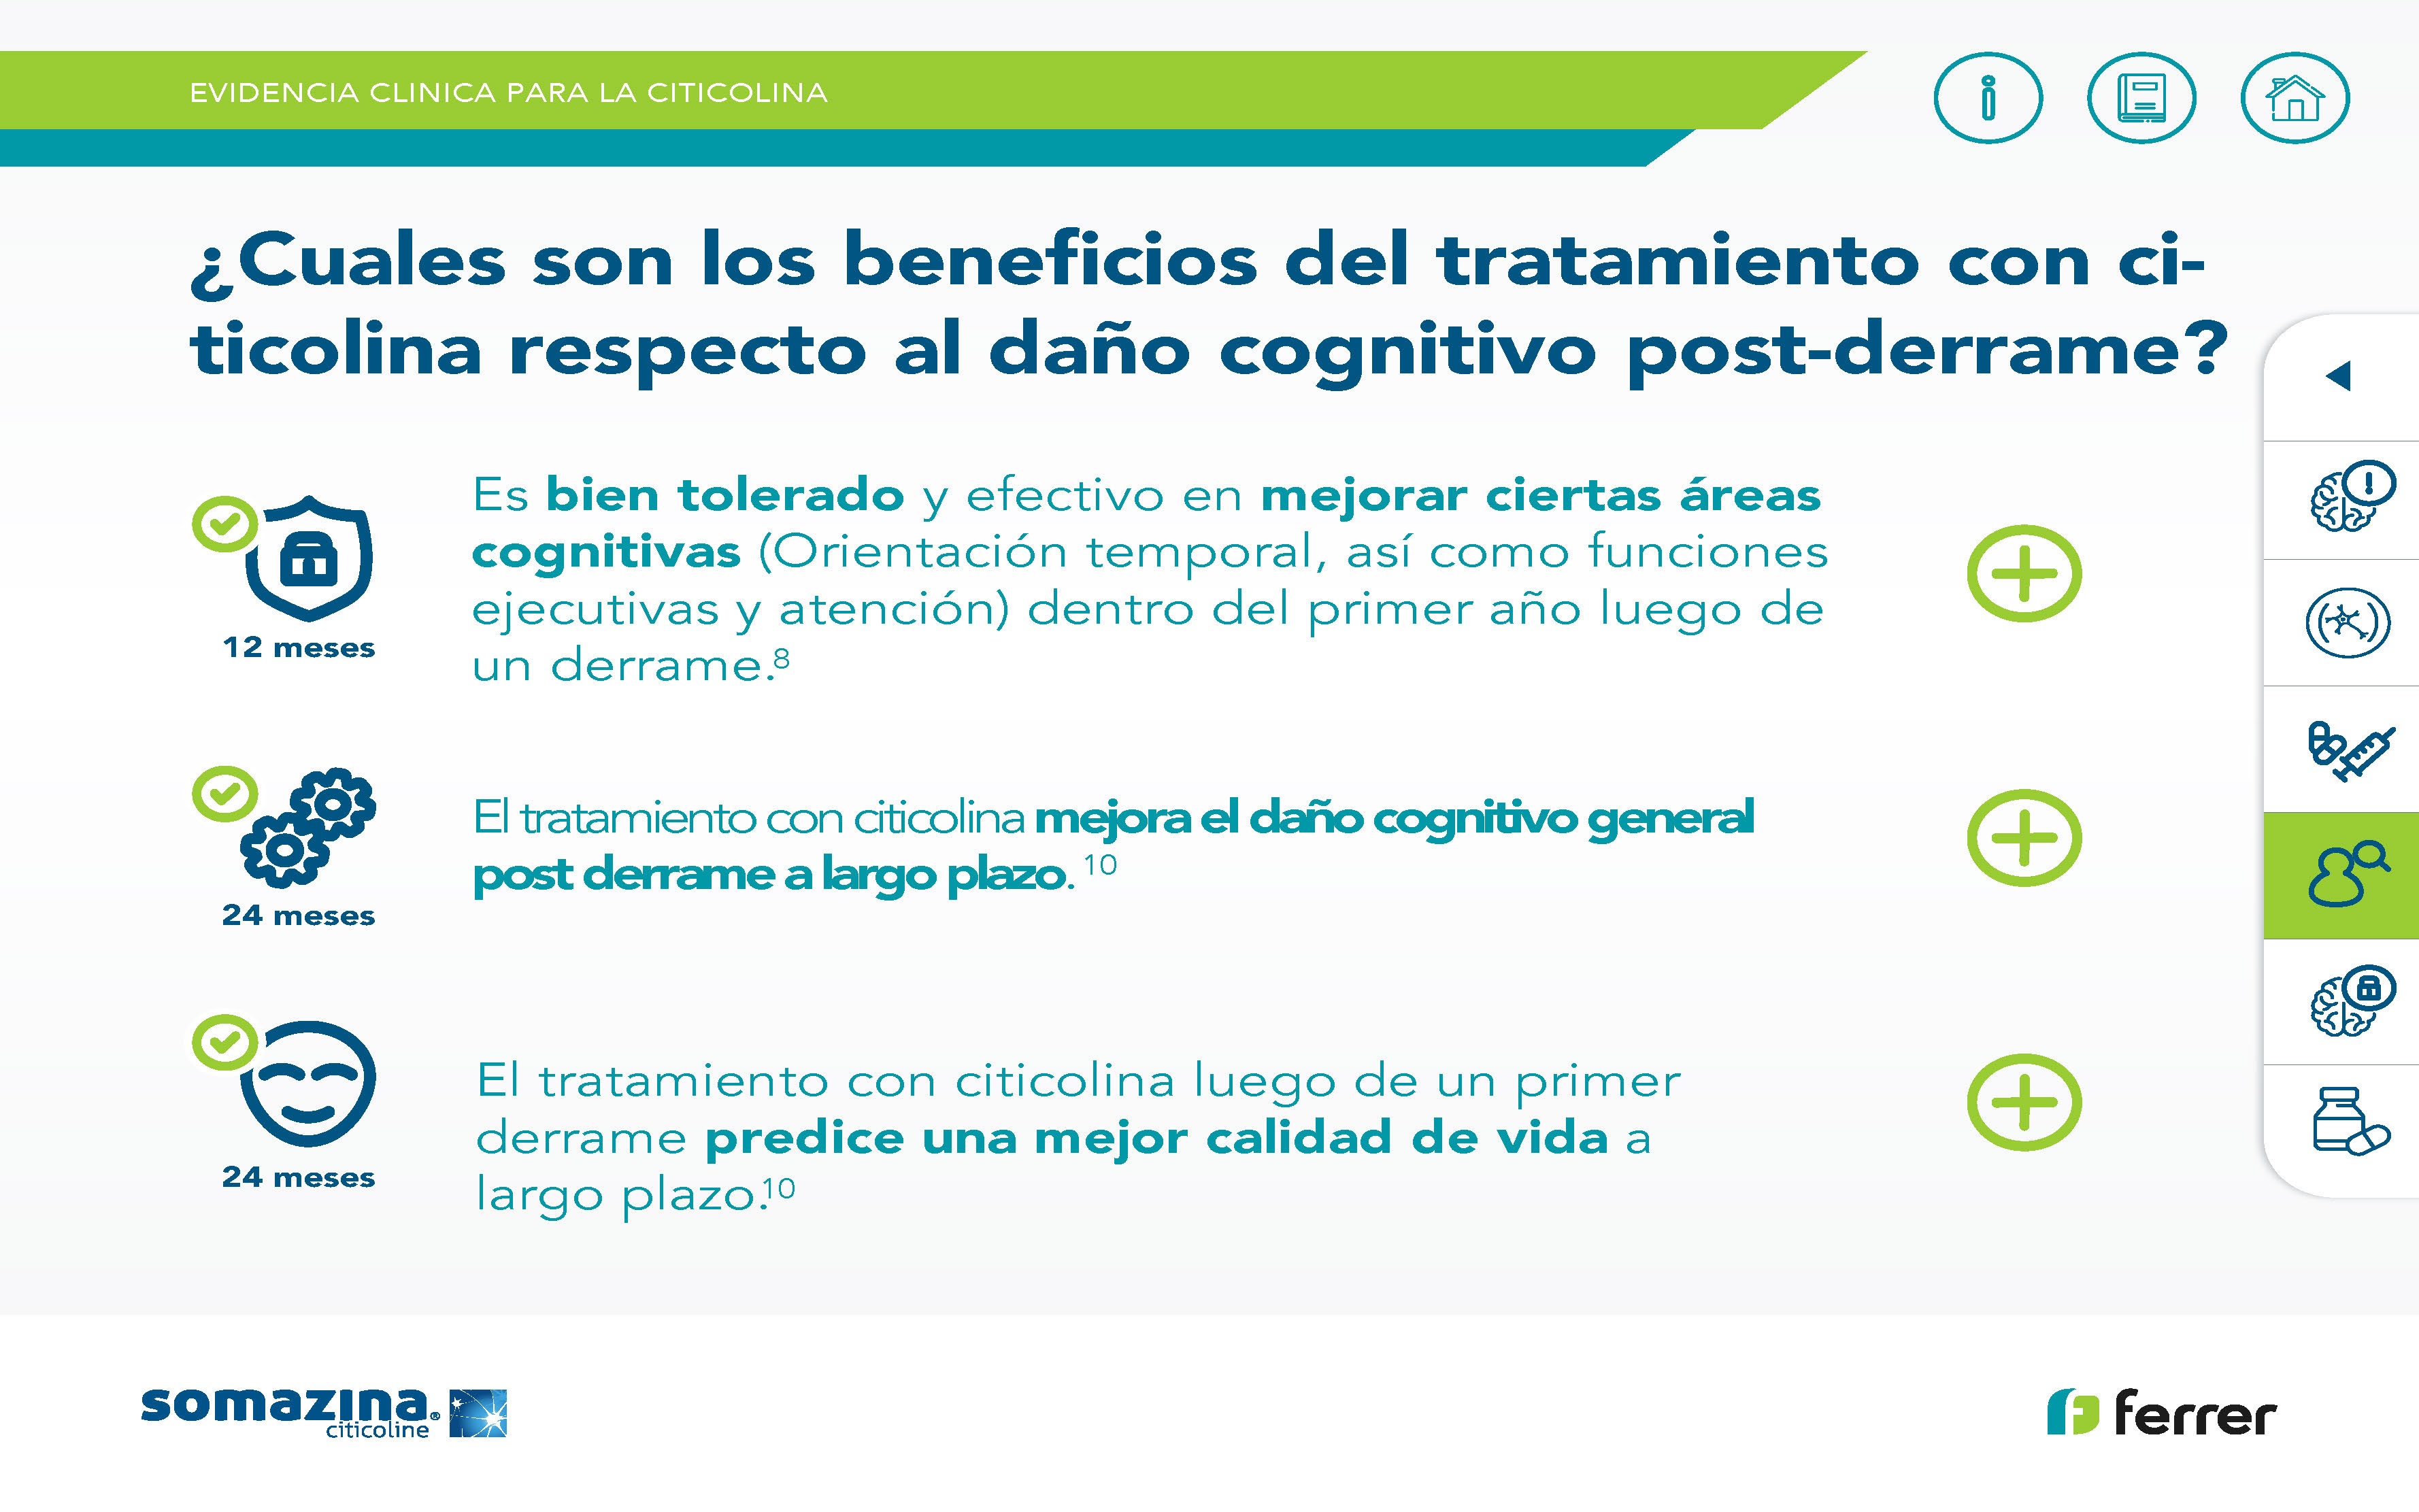 EVIDENCIA CLINICA PARA LA CITICOLINA
¿Cuales son los beneficios del tratamiento con ci-
ticolina respecto al daño cognitivo post-derrame?
Es bien tolerado y efectivo en mejorar ciertas áreas
cognitivas (Orientación temporal, así como funciones
ejecutivas y atención) dentro del primer año luego de
un derrame.8
12 meses
El tratamiento con citicolina mejora el daño cognitivo general
post derrame a largo plazo. 10
24 meses
El tratamiento con citicolina luego de un primer
derrame predice una mejor calidad de vida a
largo plazo.10
24 meses
somazina®
citicoline
ferrer